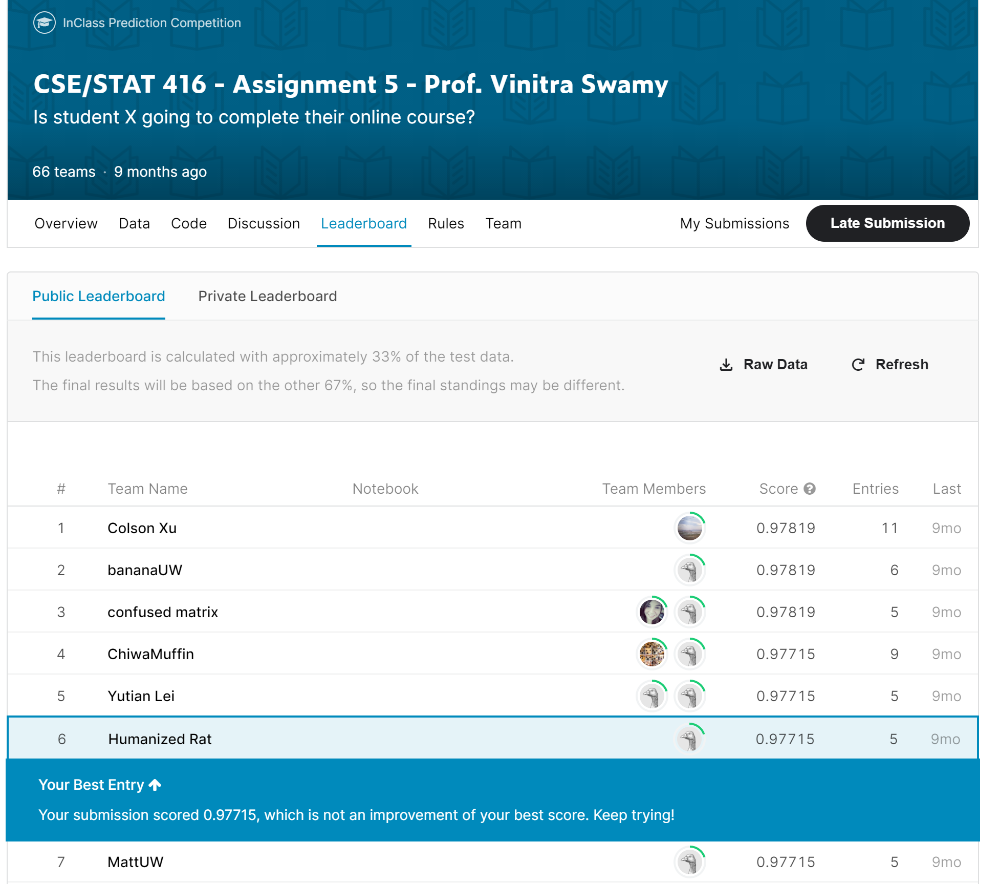 InClass Prediction Competition
CSE/STAT 416 - Assignment 5 - Prof. Vinitra Swamy
Is student X going to complete their online course?
66 teams · 9 months ago
Overview Data Code Discussion Leaderboard Rules Team My Submissions Late Submission
Public Leaderboard Private Leaderboard
This leaderboard is calculated with approximately 33% of the test data.
The final results will be based on the other 67%, so the final standings may be different.
Raw Data Refresh
# Team Name Notebook Team Members Score ? Entries Last
1 Colson Xu 0.97819 11 9mo
2 bananaUW 0.97819 6 9mo
3 confused matrix 0.97819 5 9mo
4 ChiwaMuffin 0.97715 9 9mo
5 Yutian Lei 0.97715 5 9mo
6 Humanized Rat 0.97715 5 9mo
Your Best Entry
Your submission scored 0.97715, which is not an improvement of your best score. Keep trying!
7 MattUW 0.97715 5 9mo